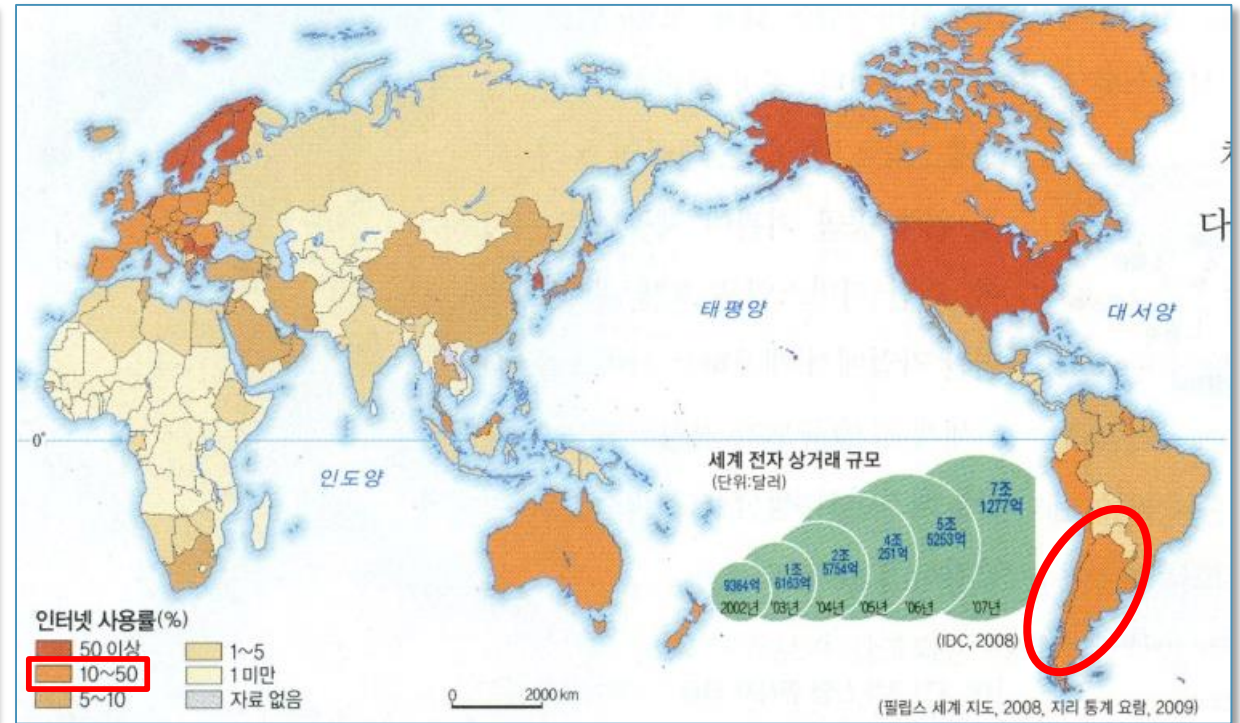 다
태평양
대서양
0°
인도양
세계 전자 상거래 규모
(단위:달러)
7조
1277억
5조
5253억
4조
251억
2조
5754억
1조
6163억
9364억
2002년 '03년 '04년 '05년 '06년 '07년
(IDC, 2008)
인터넷 사용률(%)
50 이상
10~50
5~10
1~5
1 미만
자료 없음
0 2000 km
(필립스 세계 지도, 2008, 지리 통계 요람, 2009)